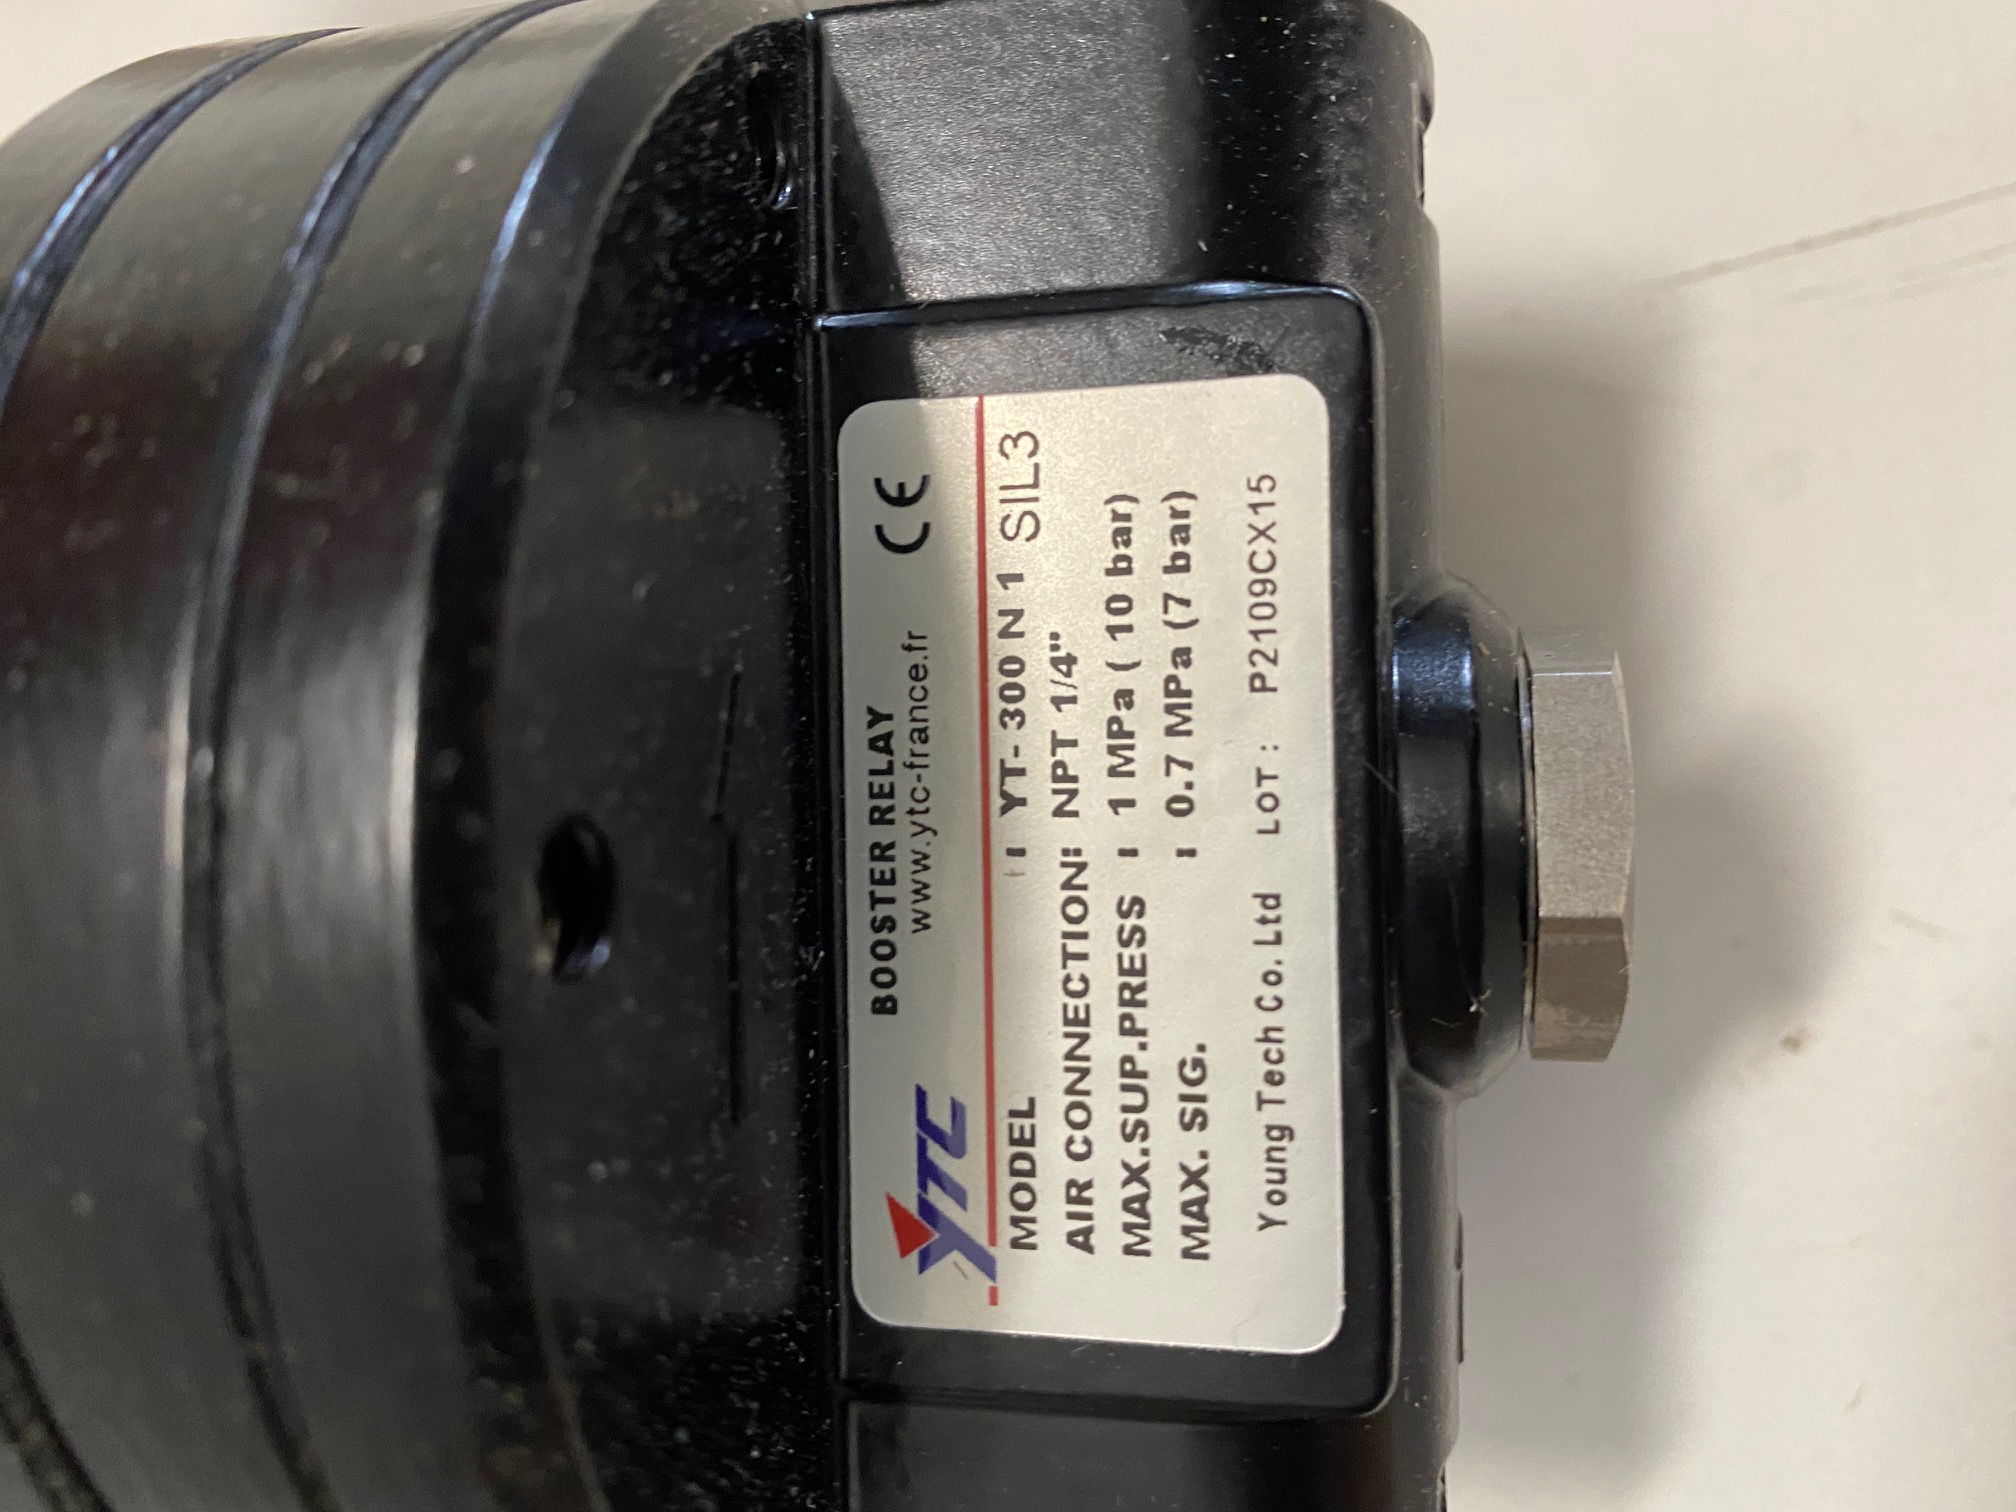 YTC
BOOSTER RELAY
www.ytc-france.fr
CE
MODEL : YT-300 N 1 SIL3
AIR CONNECTION: NPT 1/4"
MAX.SUP.PRESS : 1 MPa ( 10 bar)
MAX. SIG. : 0.7 MPa (7 bar)
Young Tech Co. Ltd LOT : P2109CX15